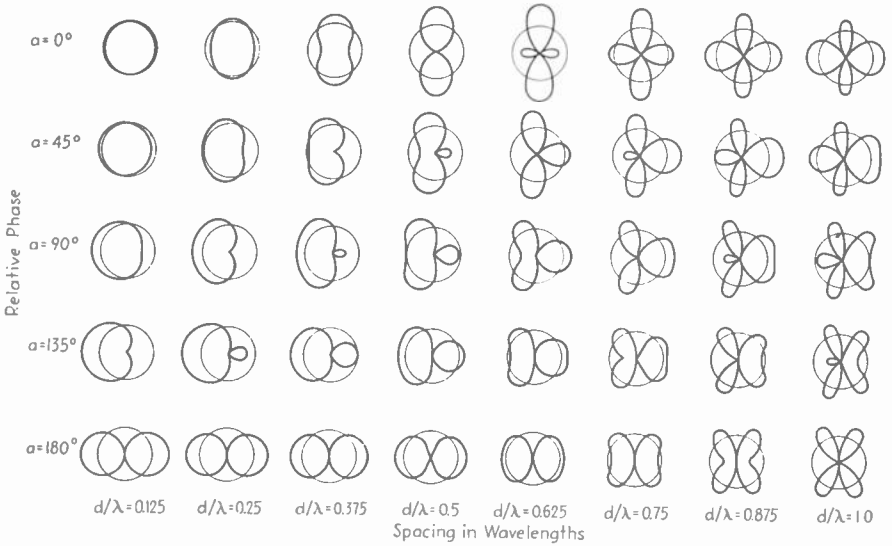 a = 0°
a = 45°
a = 90°
a = 135°
a = 180°
Relative Phase
d/λ = 0.125 d/λ = 0.25 d/λ = 0.375 d/λ = 0.5 d/λ = 0.625 d/λ = 0.75 d/λ = 0.875 d/λ = 1.0
Spacing in Wavelengths